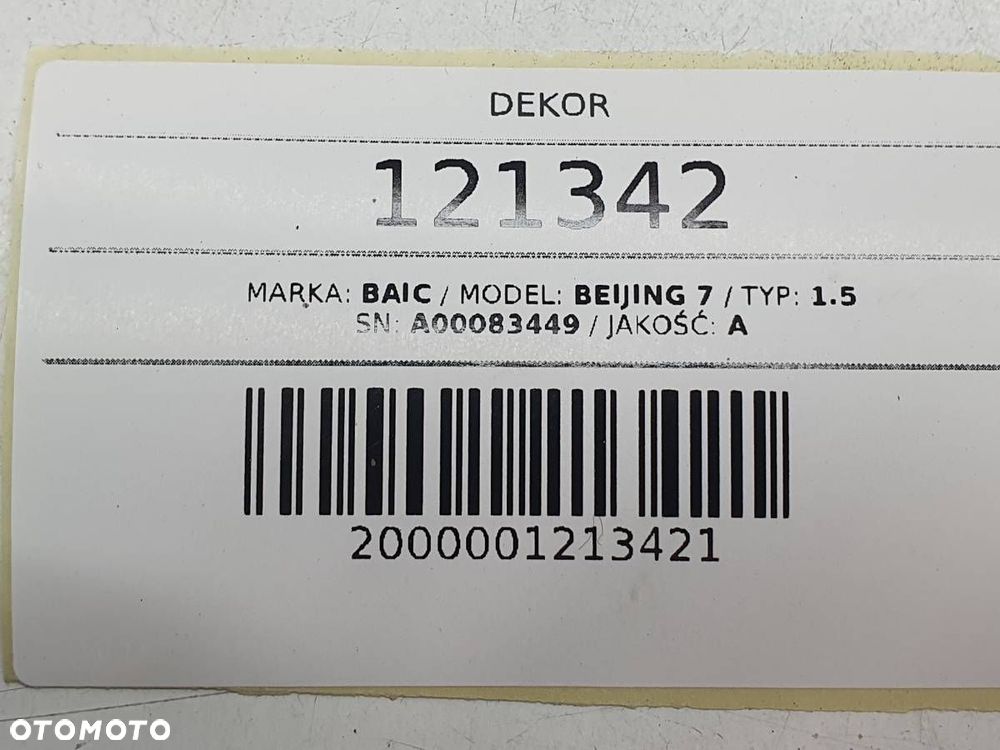 DEKOR
121342
MARKA: BAIC / MODEL: BEIJING 7 / TYP: 1.5
SN: A00083449 / JAKOŚĆ: A
2000001213421
OTOMOTO